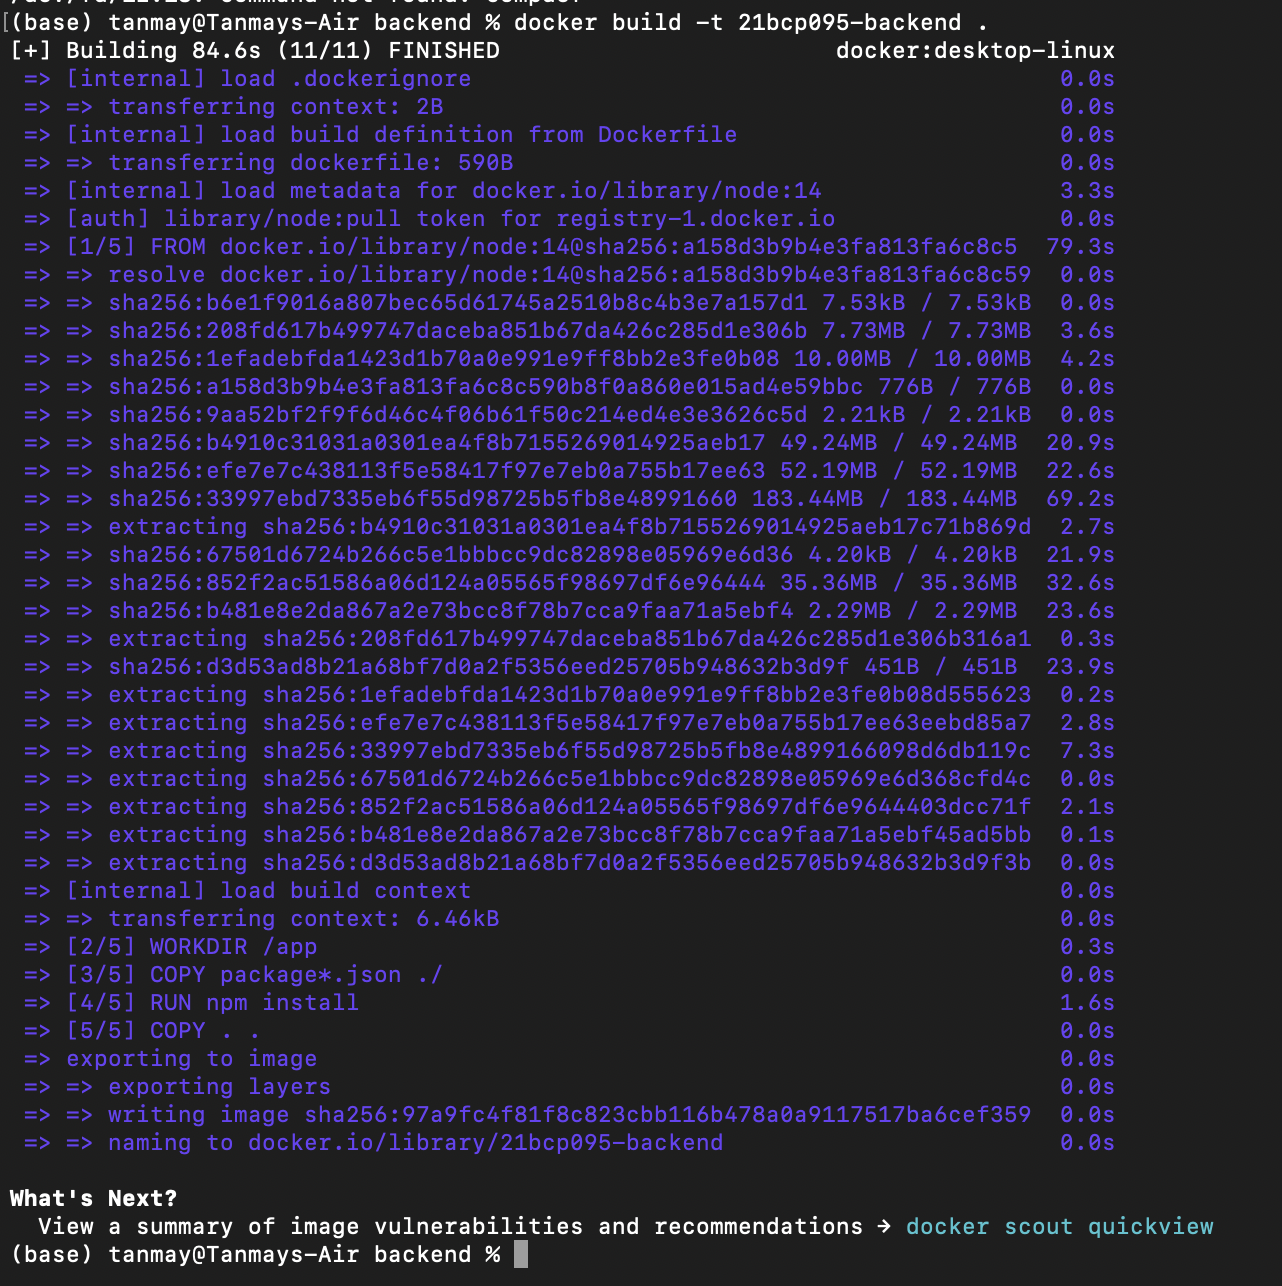 [(base) tanmay@Tanmays-Air backend % docker build -t 21bcp095-backend .
[+] Building 84.6s (11/11) FINISHED docker:desktop-linux
=> [internal] load .dockerignore 0.0s
=> => transferring context: 2B 0.0s
=> [internal] load build definition from Dockerfile 0.0s
=> => transferring dockerfile: 590B 0.0s
=> [internal] load metadata for docker.io/library/node:14 3.3s
=> [auth] library/node:pull token for registry-1.docker.io 0.0s
=> [1/5] FROM docker.io/library/node:14@sha256:a158d3b9b4e3fa813fa6c8c5 79.3s
=> => resolve docker.io/library/node:14@sha256:a158d3b9b4e3fa813fa6c8c59 0.0s
=> => sha256:b6e1f9016a807bec65d61745a2510b8c4b3e7a157d1 7.53kB / 7.53kB 0.0s
=> => sha256:208fd617b499747daceba851b67da426c285d1e306b 7.73MB / 7.73MB 3.6s
=> => sha256:1efadebfda1423d1b70a0e991e9ff8bb2e3fe0b08 10.00MB / 10.00MB 4.2s
=> => sha256:a158d3b9b4e3fa813fa6c8c590b8f0a860e015ad4e59bbc 776B / 776B 0.0s
=> => sha256:9aa52bf2f9f6d46c4f06b61f50c214ed4e3e3626c5d 2.21kB / 2.21kB 0.0s
=> => sha256:b4910c31031a0301ea4f8b7155269014925aeb17 49.24MB / 49.24MB 20.9s
=> => sha256:efe7e7c438113f5e58417f97e7eb0a755b17ee63 52.19MB / 52.19MB 22.6s
=> => sha256:33997ebd7335eb6f55d98725b5fb8e48991660 183.44MB / 183.44MB 69.2s
=> => extracting sha256:b4910c31031a0301ea4f8b7155269014925aeb17c71b869d 2.7s
=> => sha256:67501d6724b266c5e1bbbcc9dc82898e05969e6d36 4.20kB / 4.20kB 21.9s
=> => sha256:852f2ac51586a06d124a05565f98697df6e96444 35.36MB / 35.36MB 32.6s
=> => sha256:b481e8e2da867a2e73bcc8f78b7cca9faa71a5ebf4 2.29MB / 2.29MB 23.6s
=> => extracting sha256:208fd617b499747daceba851b67da426c285d1e306b316a1 0.3s
=> => sha256:d3d53ad8b21a68bf7d0a2f5356eed25705b948632b3d9f 451B / 451B 23.9s
=> => extracting sha256:1efadebfda1423d1b70a0e991e9ff8bb2e3fe0b08d555623 0.2s
=> => extracting sha256:efe7e7c438113f5e58417f97e7eb0a755b17ee63eebd85a7 2.8s
=> => extracting sha256:33997ebd7335eb6f55d98725b5fb8e4899166098d6db119c 7.3s
=> => extracting sha256:67501d6724b266c5e1bbbcc9dc82898e05969e6d368cfd4c 0.0s
=> => extracting sha256:852f2ac51586a06d124a05565f98697df6e9644403dcc71f 2.1s
=> => extracting sha256:b481e8e2da867a2e73bcc8f78b7cca9faa71a5ebf45ad5bb 0.1s
=> => extracting sha256:d3d53ad8b21a68bf7d0a2f5356eed25705b948632b3d9f3b 0.0s
=> [internal] load build context 0.0s
=> => transferring context: 6.46kB 0.0s
=> [2/5] WORKDIR /app 0.3s
=> [3/5] COPY package*.json ./ 0.0s
=> [4/5] RUN npm install 1.6s
=> [5/5] COPY . . 0.0s
=> exporting to image 0.0s
=> => exporting layers 0.0s
=> => writing image sha256:97a9fc4f81f8c823cbb116b478a0a9117517ba6cef359 0.0s
=> => naming to docker.io/library/21bcp095-backend 0.0s
What's Next?
View a summary of image vulnerabilities and recommendations → docker scout quickview
(base) tanmay@Tanmays-Air backend %